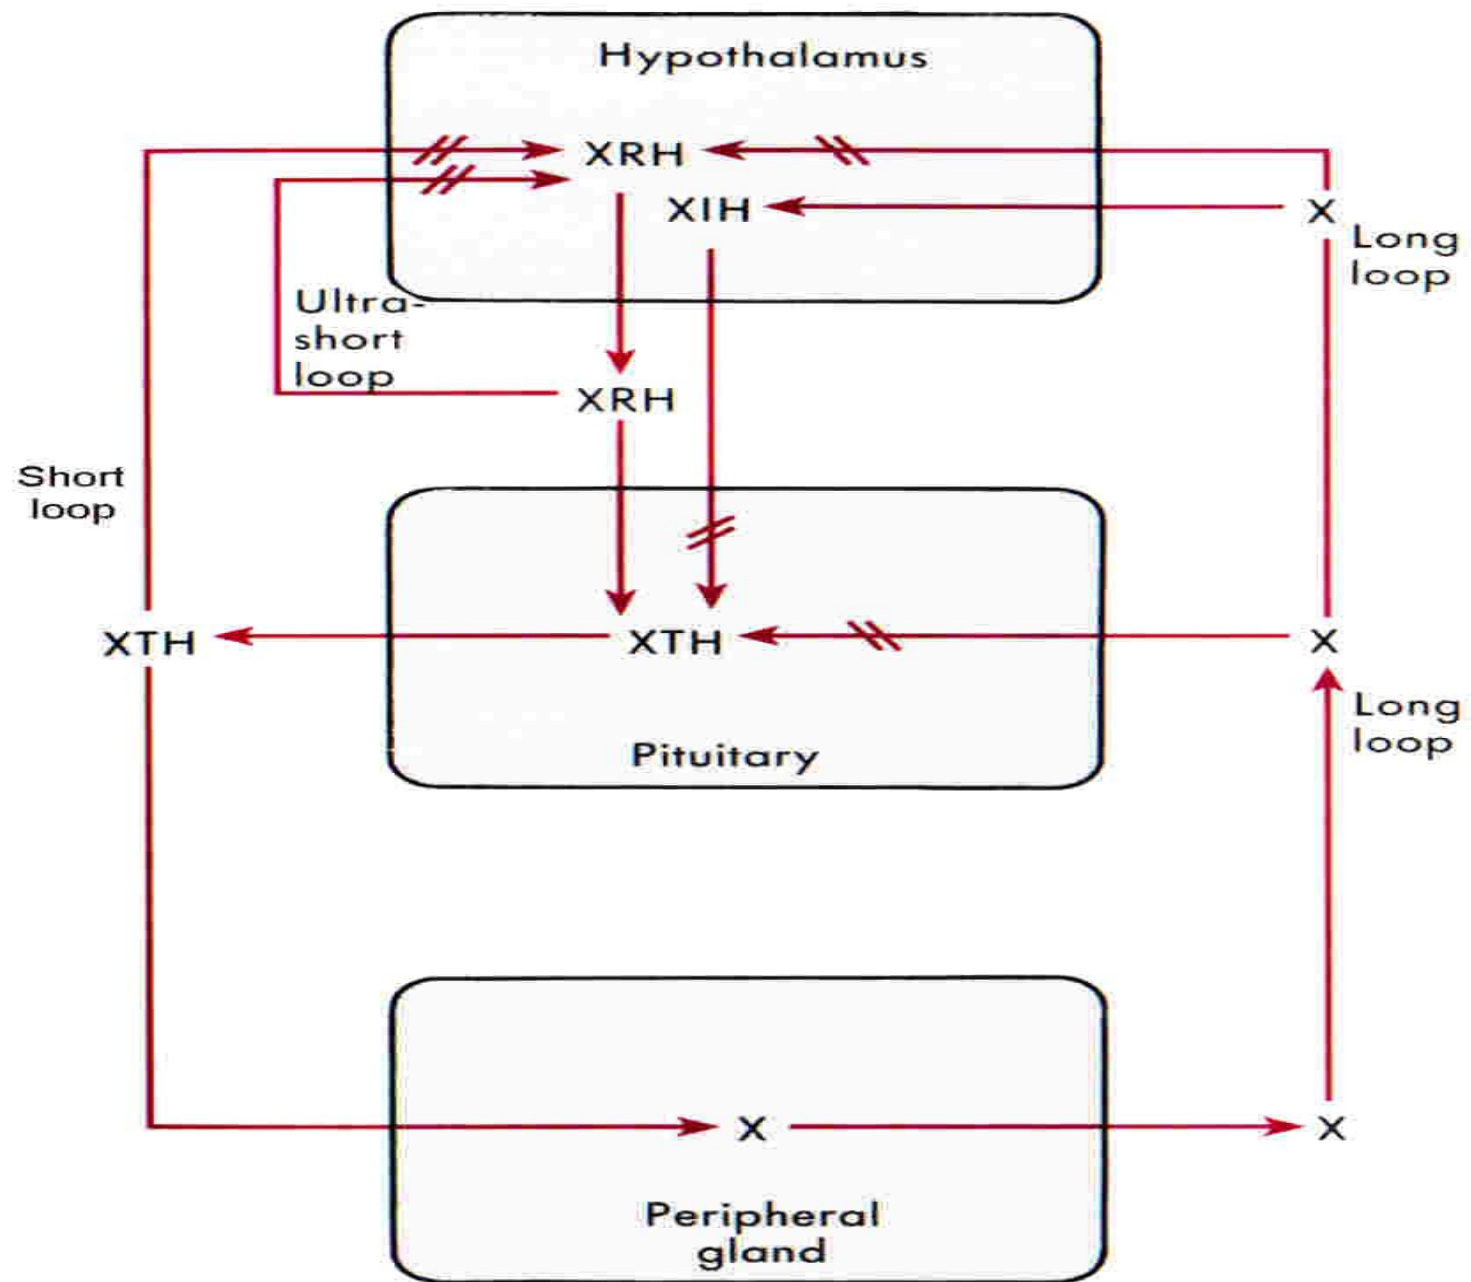 Hypothalamus
XRH
XIH
X
Long
loop
Ultra-
short
loop
XRH
Short
loop
XTH
XTH
X
Long
loop
Pituitary
X
X
Peripheral
gland